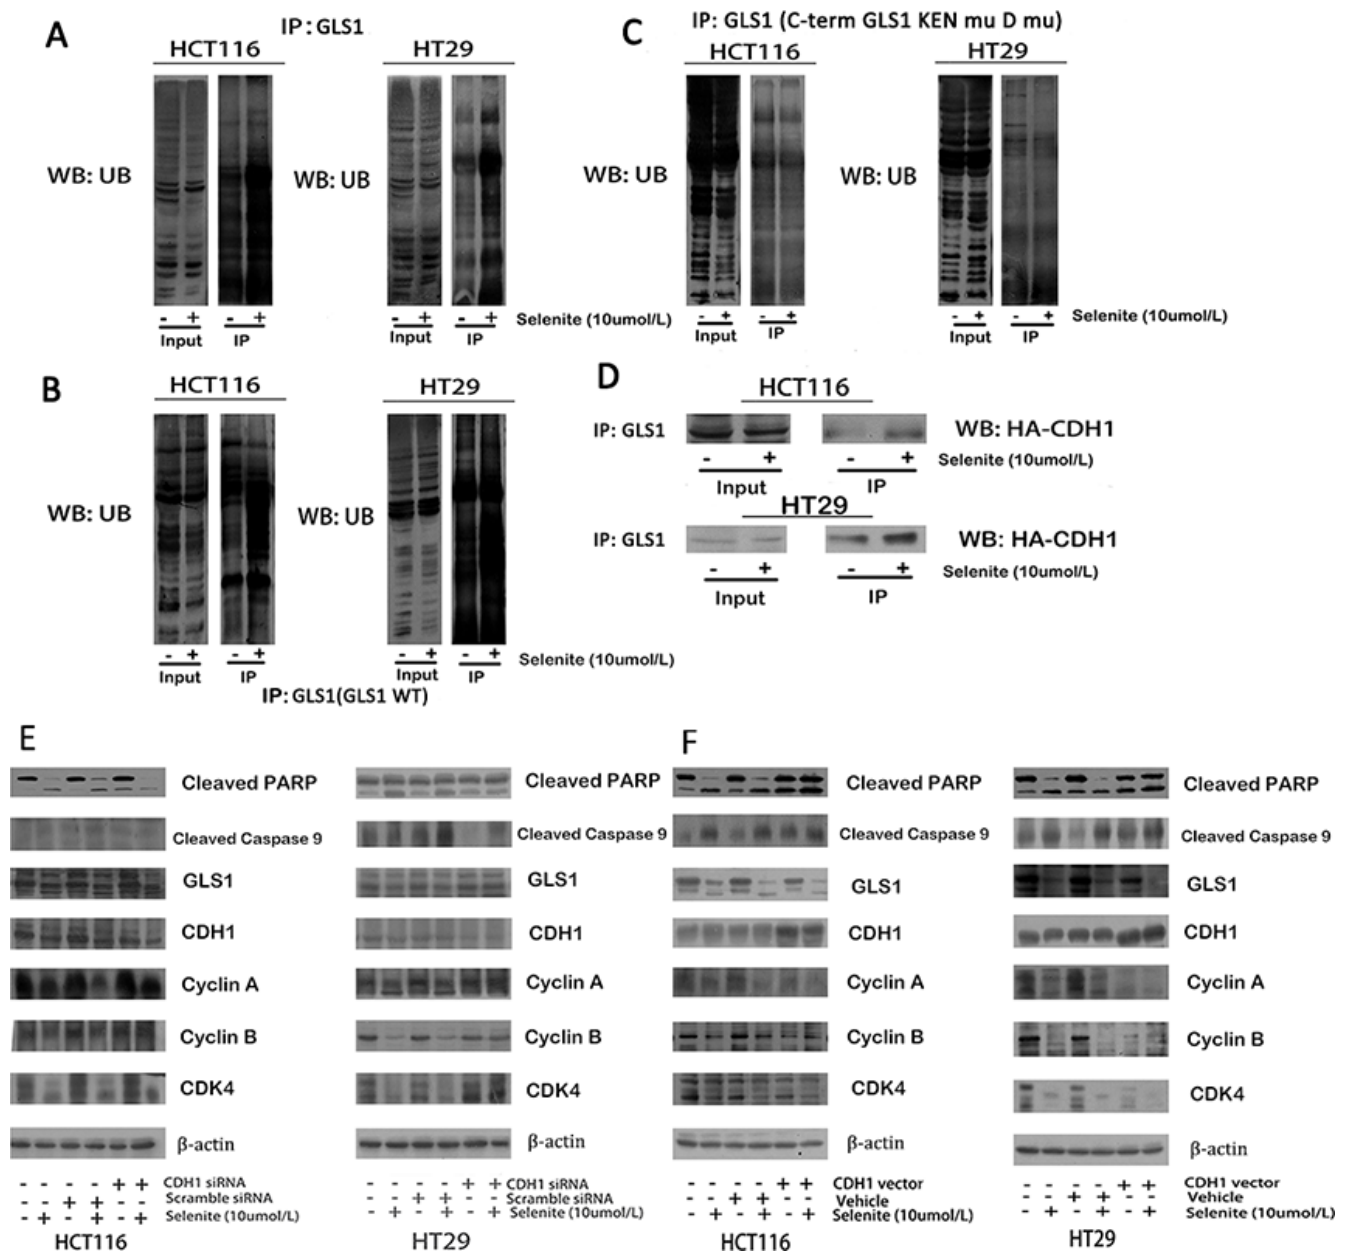 A
IP: GLS1
HCT116
HT29
WB: UB
WB: UB
- + - + - + - + Selenite (10umol/L)
Input IP Input IP
B
HCT116
HT29
WB: UB
WB: UB
- + - + - + - + Selenite (10umol/L)
Input IP Input IP
IP: GLS1(GLS1 WT)
C
IP: GLS1 (C-term GLS1 KEN mu D mu)
HCT116
HT29
WB: UB
WB: UB
- + - + - + - + Selenite (10umol/L)
Input IP Input IP
D
HCT116
IP: GLS1
WB: HA-CDH1
- + - + Selenite (10umol/L)
Input IP
HT29
IP: GLS1
WB: HA-CDH1
- + - + Selenite (10umol/L)
Input IP
E
Cleaved PARP
Cleaved Caspase 9
GLS1
CDH1
Cyclin A
Cyclin B
CDK4
β-actin
- - - - + + CDH1 siRNA
- - + + - - Scramble siRNA
- + - + - + Selenite (10umol/L)
HCT116
Cleaved PARP
Cleaved Caspase 9
GLS1
CDH1
Cyclin A
Cyclin B
CDK4
β-actin
- - - - + + CDH1 siRNA
- - + + - - Scramble siRNA
- + - + - + Selenite (10umol/L)
HT29
F
Cleaved PARP
Cleaved Caspase 9
GLS1
CDH1
Cyclin A
Cyclin B
CDK4
β-actin
- - - - + + CDH1 vector
- - + + - - Vehicle
- + - + - + Selenite (10umol/L)
HCT116
Cleaved PARP
Cleaved Caspase 9
GLS1
CDH1
Cyclin A
Cyclin B
CDK4
β-actin
- - - - + + CDH1 vector
- - + + - - Vehicle
- + - + - + Selenite (10umol/L)
HT29